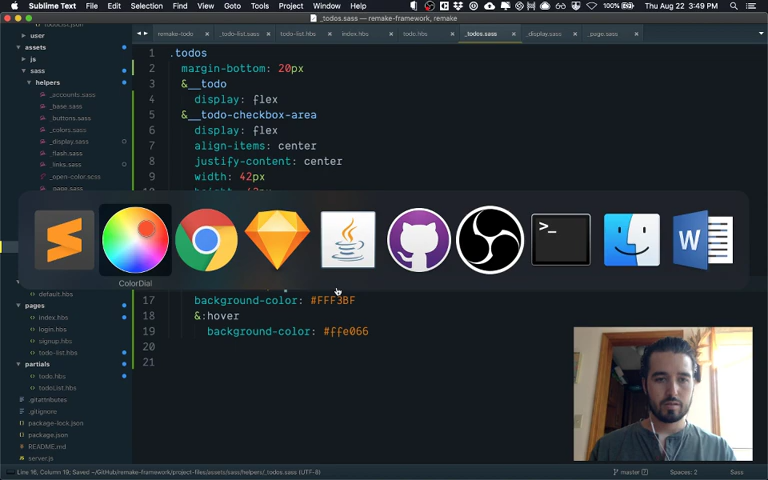 Sublime Text File Edit Selection Find View Goto Tools Project Window Help 100% Thu Aug 22 3:49 PM
_todos.sass — remake-framework, remake
user
assets
js
sass
helpers
_accounts.sass
_base.sass
_buttons.sass
_colors.sass
_display.sass
_flash.sass
_links.sass
_open-color.scss
_page.sass
default.hbs
pages
index.hbs
login.hbs
signup.hbs
todo-list.hbs
partials
todo.hbs
todoList.hbs
.gitattributes
.gitignore
package-lock.json
package.json
README.md
server.js
remake-todo _todo-list.sass todo-list.hbs index.hbs todo.hbs _todos.sass _display.sass _page.sass
1 .todos
2 margin-bottom: 20px
3 &__todo
4 display: flex
5 &__todo-checkbox-area
6 display: flex
7 align-items: center
8 justify-content: center
9 width: 42px
ColorDial
17 background-color: #FFF3BF
18 &:hover
19 background-color: #ffe066
20
21
Line 16, Column 19; Saved ~/GitHub/remake-framework/project-files/assets/sass/helpers/_todos.sass (UTF-8) master Spaces: 2 Sass